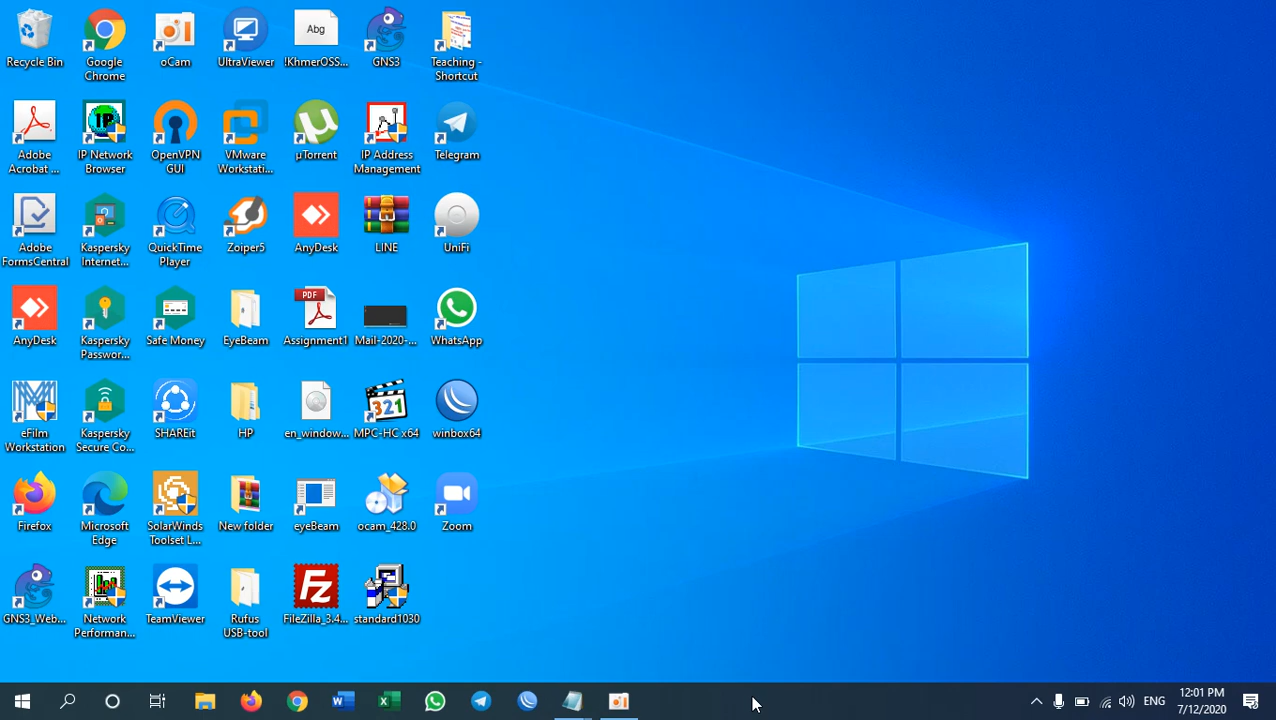 Recycle Bin
Google
Chrome
oCam
UltraViewer
Abg
!KhmerOSS...
GNS3
Teaching -
Shortcut
Adobe
Acrobat ...
IP
IP Network
Browser
OpenVPN
GUI
VMware
Workstati...
µ
µTorrent
IP Address
Management
Telegram
Adobe
FormsCentral
Kaspersky
Internet...
QuickTime
Player
Zoiper5
AnyDesk
LINE
UniFi
AnyDesk
Kaspersky
Passwor...
Safe Money
EyeBeam
PDF
Assignment1
Mail-2020-...
WhatsApp
eFilm
Workstation
Kaspersky
Secure Co...
SHAREit
HP
en_window...
321
MPC-HC x64
winbox64
Firefox
Microsoft
Edge
SolarWinds
Toolset L...
New folder
eyeBeam
ocam_428.0
Zoom
GNS3_Web...
Network
Performan...
TeamViewer
Rufus
USB-tool
Fz
FileZilla_3.4...
standard1030
ENG
12:01 PM
7/12/2020